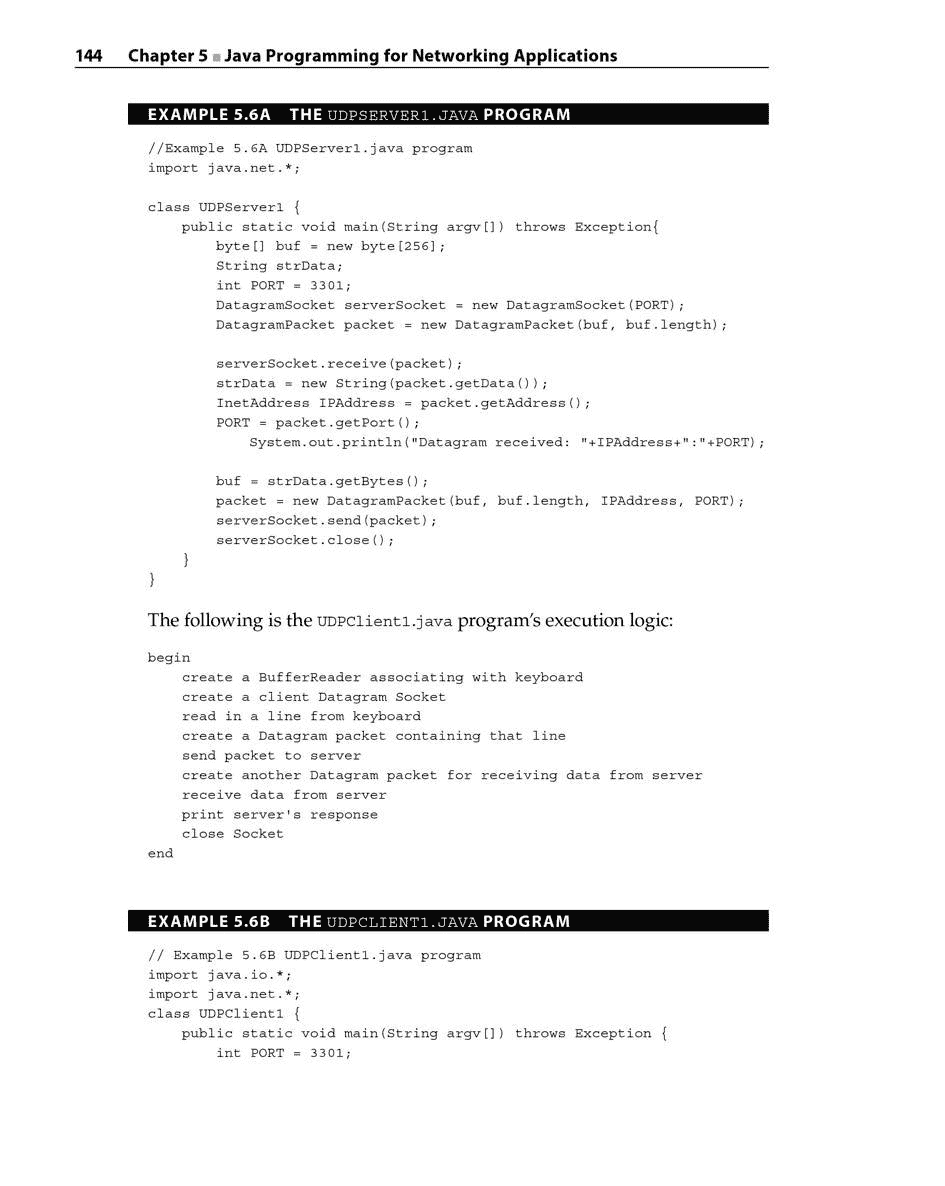 144 Chapter 5 ■ Java Programming for Networking Applications
EXAMPLE 5.6A THE UDPSERVER1.JAVA PROGRAM
//Example 5.6A UDPServer1.java program
import java.net.*;
class UDPServer1 {
public static void main(String argv[]) throws Exception{
byte[] buf = new byte[256];
String strData;
int PORT = 3301;
DatagramSocket serverSocket = new DatagramSocket(PORT);
DatagramPacket packet = new DatagramPacket(buf, buf.length);
serverSocket.receive(packet);
strData = new String(packet.getData());
InetAddress IPAddress = packet.getAddress();
PORT = packet.getPort();
System.out.println("Datagram received: "+IPAddress+":"+PORT);
buf = strData.getBytes();
packet = new DatagramPacket(buf, buf.length, IPAddress, PORT);
serverSocket.send(packet);
serverSocket.close();
}
}
The following is the UDPClient1.java program’s execution logic:
begin
create a BufferReader associating with keyboard
create a client Datagram Socket
read in a line from keyboard
create a Datagram packet containing that line
send packet to server
create another Datagram packet for receiving data from server
receive data from server
print server's response
close Socket
end
EXAMPLE 5.6B THE UDPCLIENT1.JAVA PROGRAM
// Example 5.6B UDPClient1.java program
import java.io.*;
import java.net.*;
class UDPClient1 {
public static void main(String argv[]) throws Exception {
int PORT = 3301;